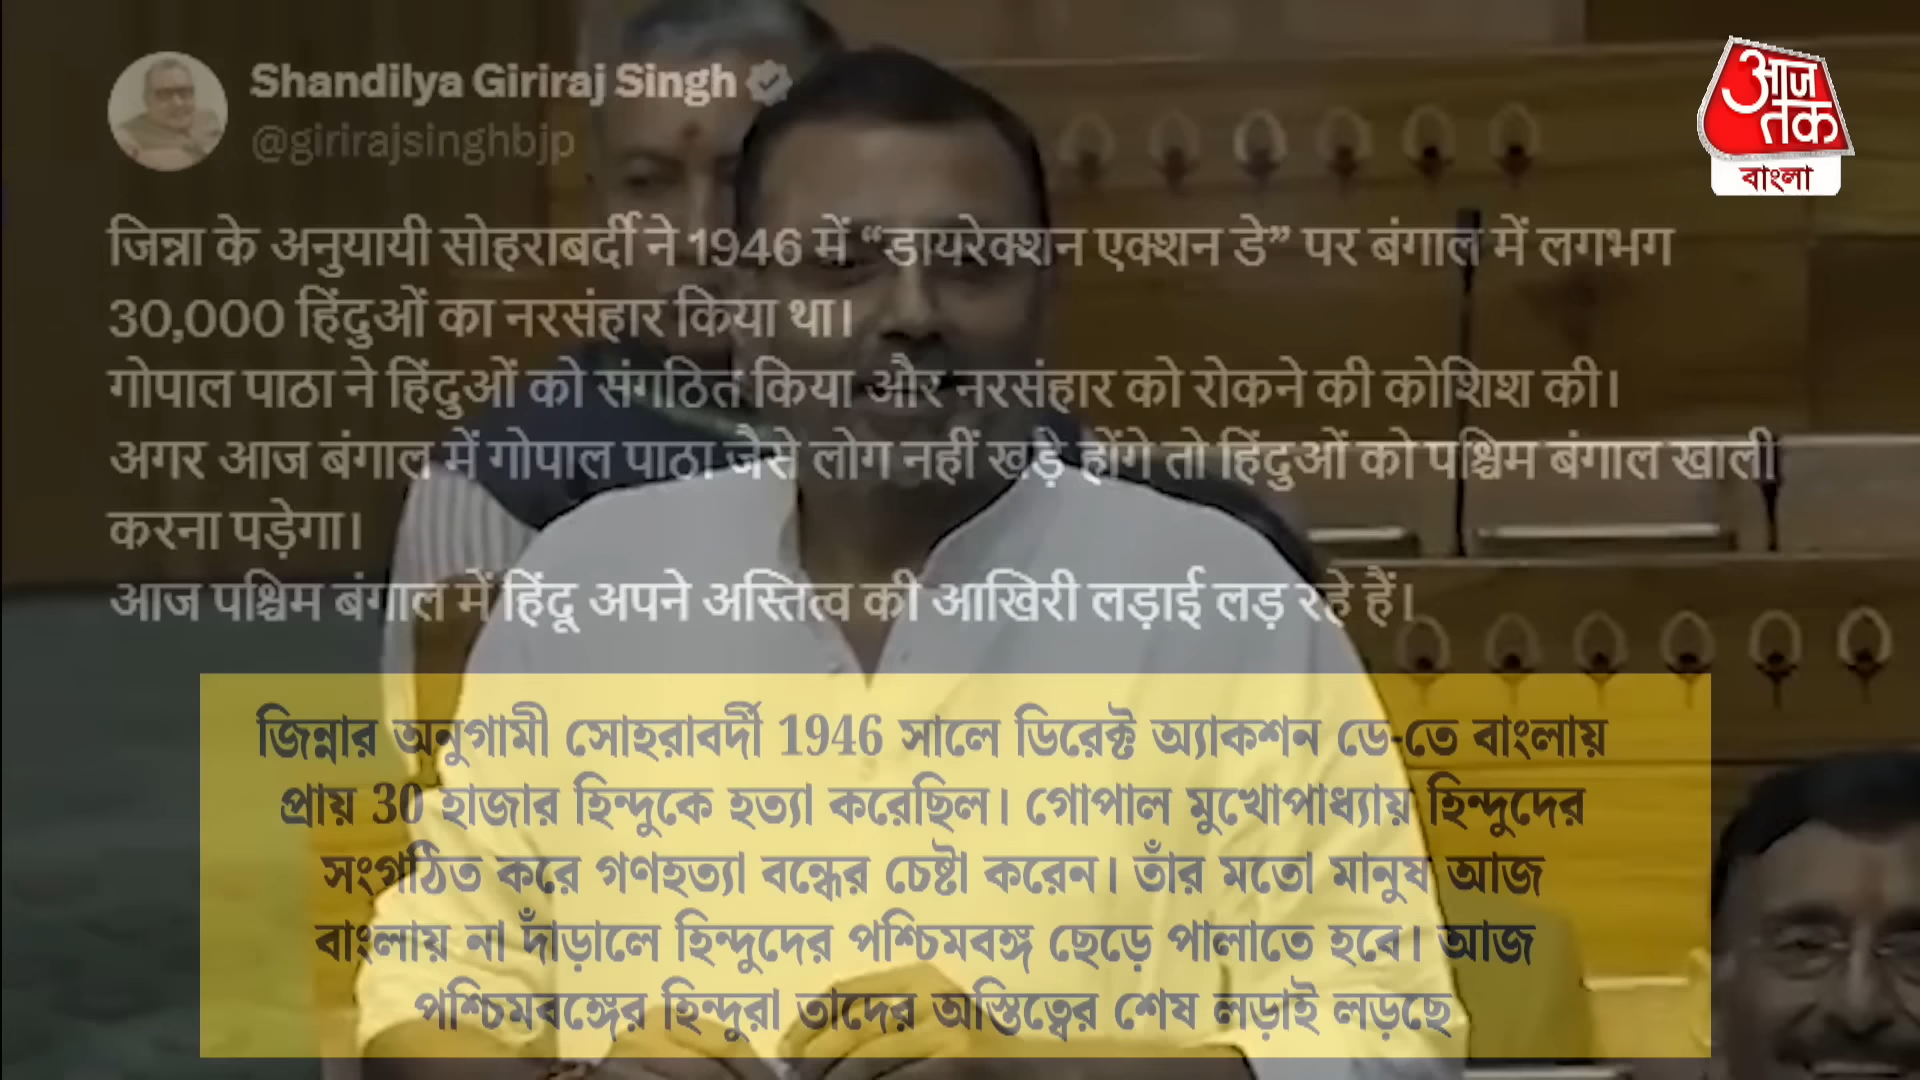 Shandilya Giriraj Singh
@girirajsinghbjp
आज
तक
বাংলা
जिन्ना के अनुयायी सोहराबर्दी ने 1946 में “डायरेक्शन एक्शन डे” पर बंगाल में लगभग
30,000 हिंदुओं का नरसंहार किया था।
गोपाल पाठा ने हिंदुओं को संगठित किया और नरसंहार को रोकने की कोशिश की।
अगर आज बंगाल में गोपाल पाठा जैसे लोग नहीं खड़े होंगे तो हिंदुओं को पश्चिम बंगाल खाली
करना पड़ेगा।
आज पश्चिम बंगाल में हिंदू अपने अस्तित्व की आखिरी लड़ाई लड़ रहे हैं।
জিন্নার অনুগামী সোহরাবর্দী 1946 সালে ডিরেক্ট অ্যাকশন ডে-তে বাংলায়
প্রায় 30 হাজার হিন্দুকে হত্যা করেছিল। গোপাল মুখোপাধ্যায় হিন্দুদের
সংগঠিত করে গণহত্যা বন্ধের চেষ্টা করেন। তাঁর মতো মানুষ আজ
বাংলায় না দাঁড়ালে হিন্দুদের পশ্চিমবঙ্গ ছেড়ে পালাতে হবে। আজ
পশ্চিমবঙ্গের হিন্দুরা তাদের অস্তিত্বের শেষ লড়াই লড়ছে